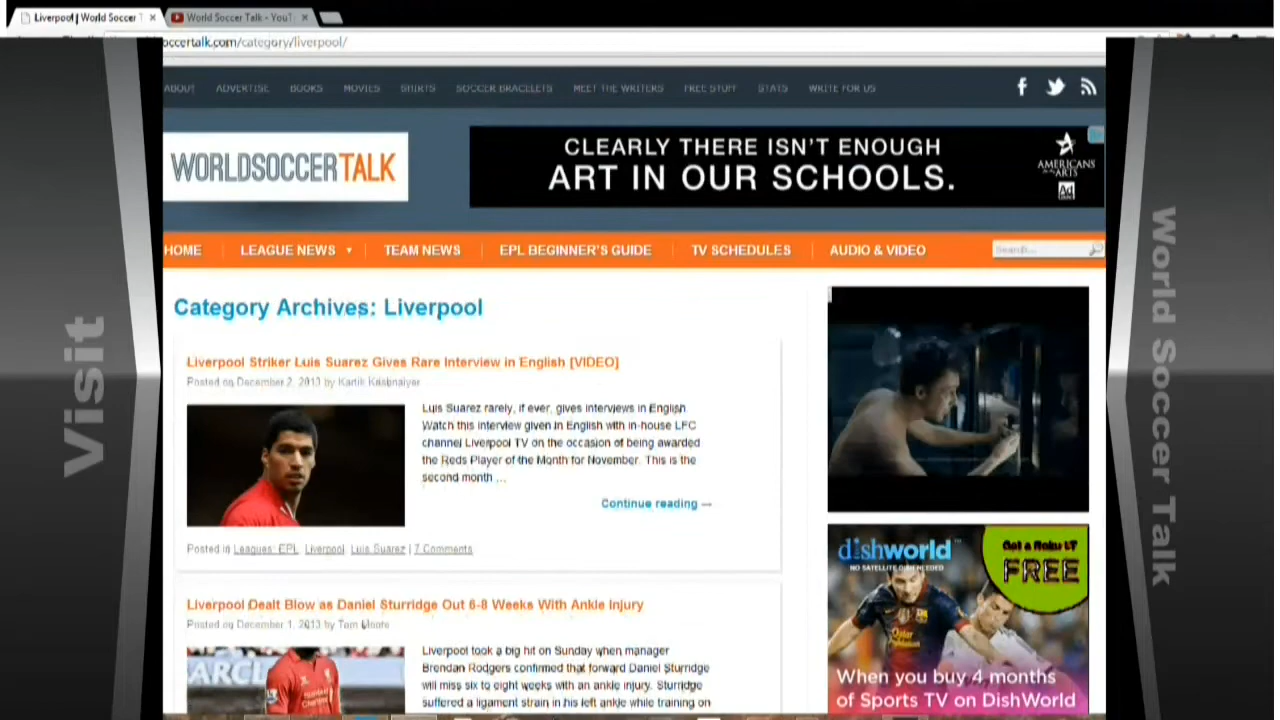 Liverpool | World Soccer T
World Soccer Talk - YouT
occertalk.com/category/liverpool/
ABOUT ADVERTISE BOOKS MOVIES SHIRTS SOCCER BRACELETS MEET THE WRITERS FREE STUFF STATS WRITE FOR US
WORLDSOCCERTALK
CLEARLY THERE ISN'T ENOUGH
ART IN OUR SCHOOLS.
AMERICANS
for the ARTS
Ad
HOME LEAGUE NEWS TEAM NEWS EPL BEGINNER'S GUIDE TV SCHEDULES AUDIO & VIDEO Search...
Visit
World Soccer Talk
Category Archives: Liverpool
Liverpool Striker Luis Suarez Gives Rare Interview in English [VIDEO]
Posted on December 2, 2013 by Kartik Krishnaiyer
Luis Suarez rarely, if ever, gives interviews in English.
Watch this interview given in English with in-house LFC
channel Liverpool TV on the occasion of being awarded
the Reds Player of the Month for November. This is the
second month ...
Continue reading →
Posted in Leagues: EPL, Liverpool, Luis Suarez | 7 Comments
Liverpool Dealt Blow as Daniel Sturridge Out 6-8 Weeks With Ankle Injury
Posted on December 1, 2013 by Tom Moore
Liverpool took a big hit on Sunday when manager
Brendan Rodgers confirmed that forward Daniel Sturridge
will miss six to eight weeks with an ankle injury. Sturridge
suffered a ligament strain in his left ankle while training on
BARCL
dishworld™
NO SATELLITE DISH NEEDED
Get a Roku LT
FREE
When you buy 4 months
of Sports TV on DishWorld